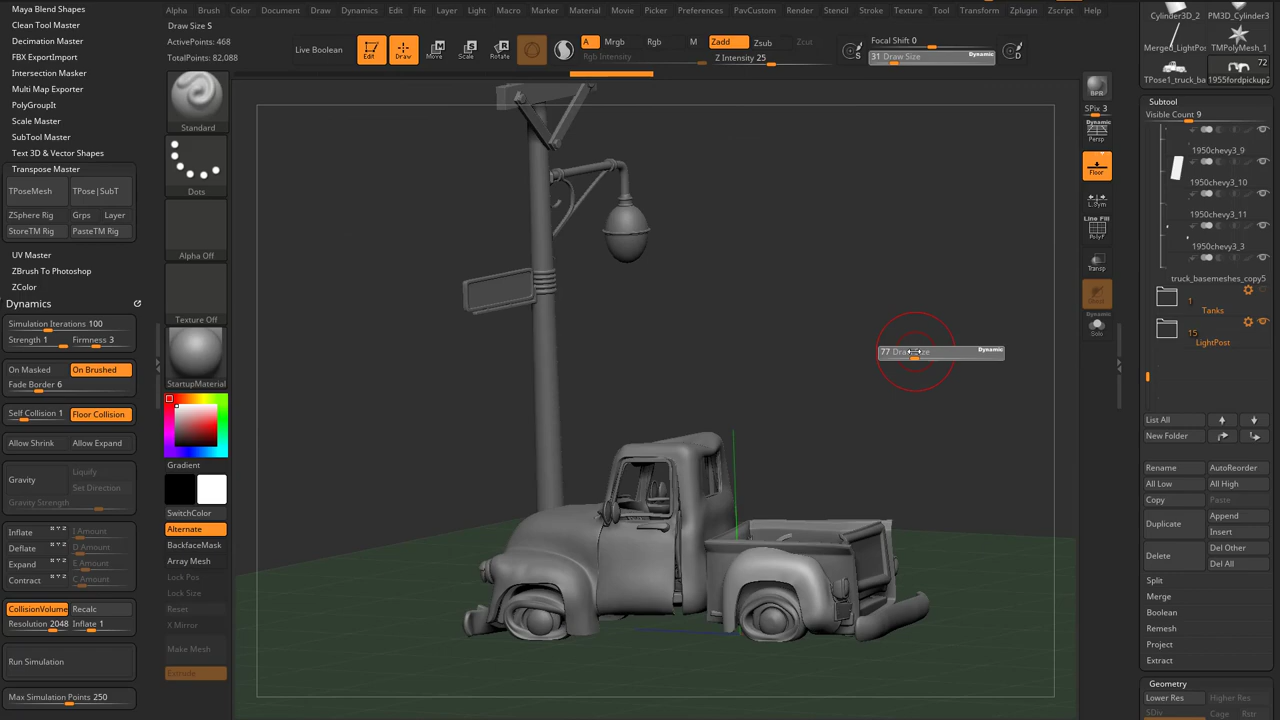 Alpha Brush Color Document Draw Dynamics Edit File Layer Light Macro Marker Material Movie Picker Preferences PavCustom Render Stencil Stroke Texture Tool Transform Zplugin Zscript Help
Draw Size S
ActivePoints: 468
TotalPoints: 82,088
Live Boolean
Edit
Draw
Move
Scale
Rotate
A
Mrgb
Rgb
M
Rgb Intensity
Zadd
Zsub
Zcut
Z Intensity 25
S
Focal Shift 0
31 Draw Size
Dynamic
D
Maya Blend Shapes
Clean Tool Master
Decimation Master
FBX ExportImport
Intersection Masker
Multi Map Exporter
PolyGroupIt
Scale Master
SubTool Master
Text 3D & Vector Shapes
Transpose Master
TPoseMesh
TPose|SubT
ZSphere Rig
Grps
Layer
StoreTM Rig
PasteTM Rig
UV Master
ZBrush To Photoshop
ZColor
Dynamics
Simulation Iterations 100
Strength 1
Firmness 3
On Masked
On Brushed
Fade Border 6
Self Collision 1
Floor Collision
Allow Shrink
Allow Expand
Gravity
Liquify
Set Direction
Gravity Strength
Inflate
I Amount
Deflate
D Amount
Expand
E Amount
Contract
C Amount
CollisionVolume
Recalc
Resolution 2048
Inflate 1
Run Simulation
Max Simulation Points 250
Standard
Dots
Alpha Off
Texture Off
StartupMaterial
Gradient
SwitchColor
Alternate
BackfaceMask
Array Mesh
Lock Pos
Lock Size
Reset
X Mirror
Make Mesh
Extrude
77 Draw Size
Dynamic
BPR
SPix 3
Dynamic
Persp
Floor
L.Sym
Line Fill
PolyF
Transp
Ghost
Dynamic
Solo
Cylinder3D_2
PM3D_Cylinder3
Merged_LightPos
TMPolyMesh_1
72
TPose1_truck_ba
1955fordpickup2
Subtool
Visible Count 9
1950chevy3_9
1950chevy3_10
1950chevy3_11
1950chevy3_3
truck_basemeshes_copy5
1
Tanks
15
LightPost
List All
New Folder
Rename
AutoReorder
All Low
All High
Copy
Paste
Duplicate
Append
Insert
Delete
Del Other
Del All
Split
Merge
Boolean
Remesh
Project
Extract
Geometry
Lower Res
Higher Res
SDiv
Cage
Rstr